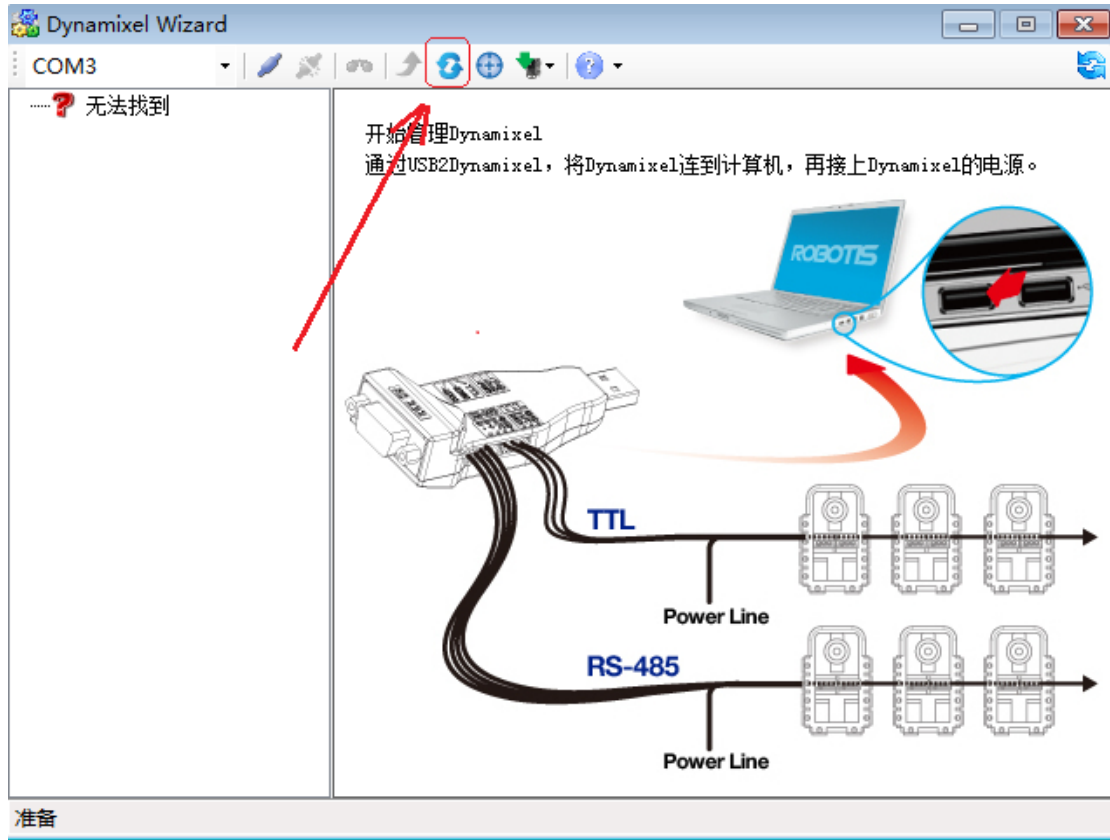 Dynamixel Wizard
COM3
无法找到
开始管理Dynamixel
通过USB2Dynamixel，将Dynamixel连到计算机，再接上Dynamixel的电源。
ROBOTIS
TTL
Power Line
RS-485
Power Line
准备